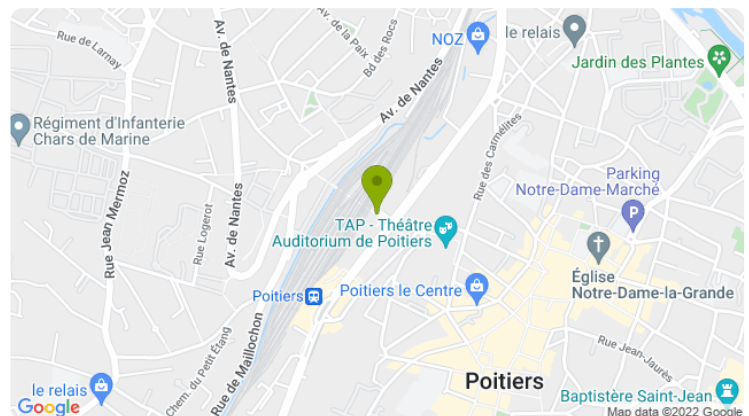 Rue de Larnay
Av. de Nantes
Av. de la Paix
Bd des Rocs
NOZ
le relais
Jardin des Plantes
Av. de Nantes
Régiment d'Infanterie
Chars de Marine
Rue des Carmélites
Parking
Notre-Dame-Marché
P
Rue Jean Mermoz
Rue Logerot
Av. de Nantes
TAP - Théâtre
Auditorium de Poitiers
Église
Notre-Dame-la-Grande
Poitiers
Poitiers le Centre
Rue de Maillochon
Chem. du Petit Étang
Rue Jean-Jaurès
le relais
Poitiers
Baptistère Saint-Jean
Google
Map data ©2022 Google